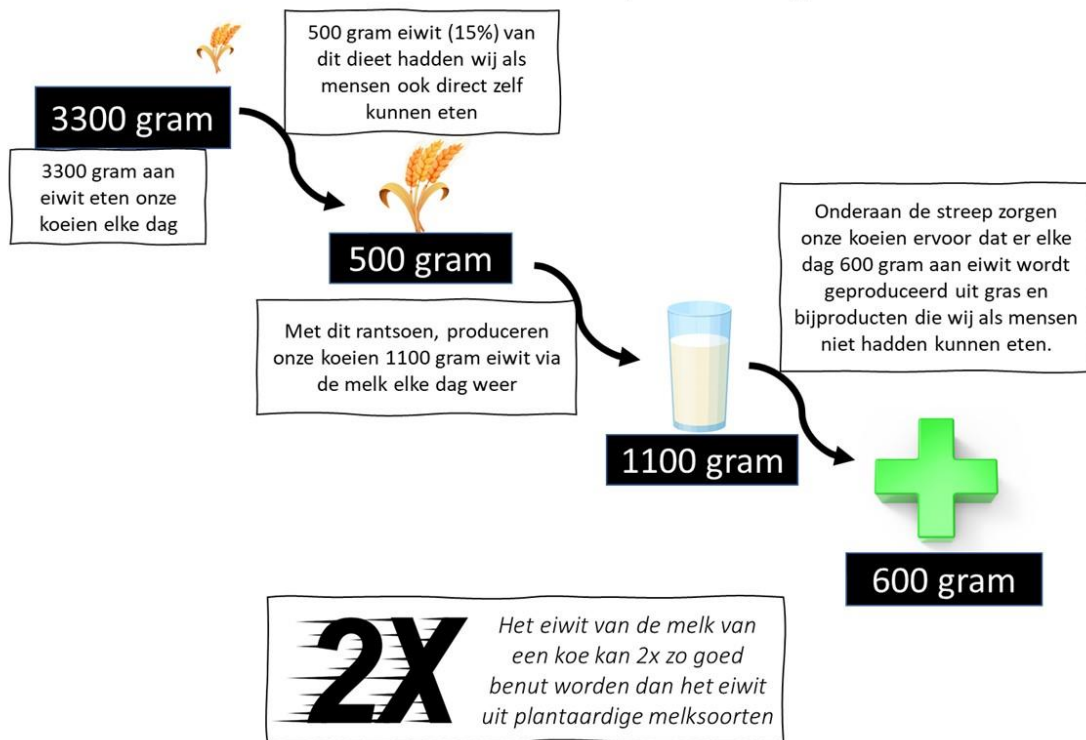 500 gram eiwit (15%) van
dit dieet hadden wij als
mensen ook direct zelf
kunnen eten
3300 gram
3300 gram aan
eiwit eten onze
koeien elke dag
500 gram
Met dit rantsoen, produceren
onze koeien 1100 gram eiwit via
de melk elke dag weer
1100 gram
Onderaan de streep zorgen
onze koeien ervoor dat er elke
dag 600 gram aan eiwit wordt
geproduceerd uit gras en
bijproducten die wij als mensen
niet hadden kunnen eten.
600 gram
2X
Het eiwit van de melk van
een koe kan 2x zo goed
benut worden dan het eiwit
uit plantaardige melksoorten